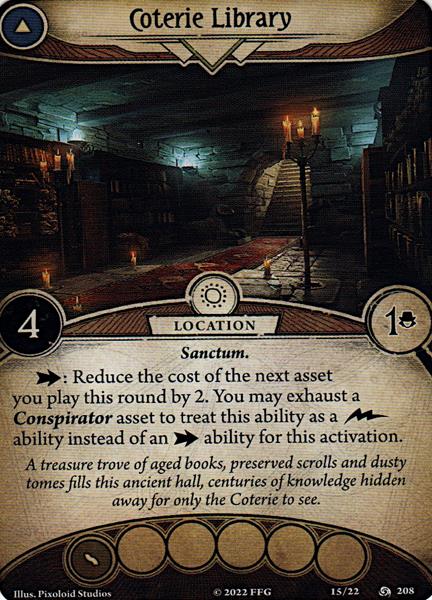 Coterie Library
4
LOCATION
1
Sanctum.
: Reduce the cost of the next asset
you play this round by 2. You may exhaust a
Conspirator asset to treat this ability as a
ability instead of an ability for this activation.
A treasure trove of aged books, preserved scrolls and dusty
tomes fills this ancient hall, centuries of knowledge hidden
away for only the Coterie to see.
Illus. Pixoloid Studios © 2022 FFG 15/22 208